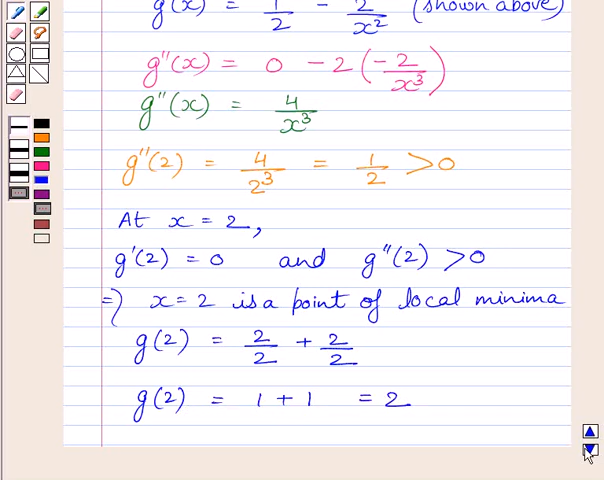 g'(x) = 1/2 - 2/x² (shown above)
g''(x) = 0 - 2(-2/x³)
g''(x) = 4/x³
g''(2) = 4/2³ = 1/2 > 0
At x = 2,
g'(2) = 0 and g''(2) > 0
=) x = 2 is a point of local minima
g(2) = 2/2 + 2/2
g(2) = 1 + 1 = 2